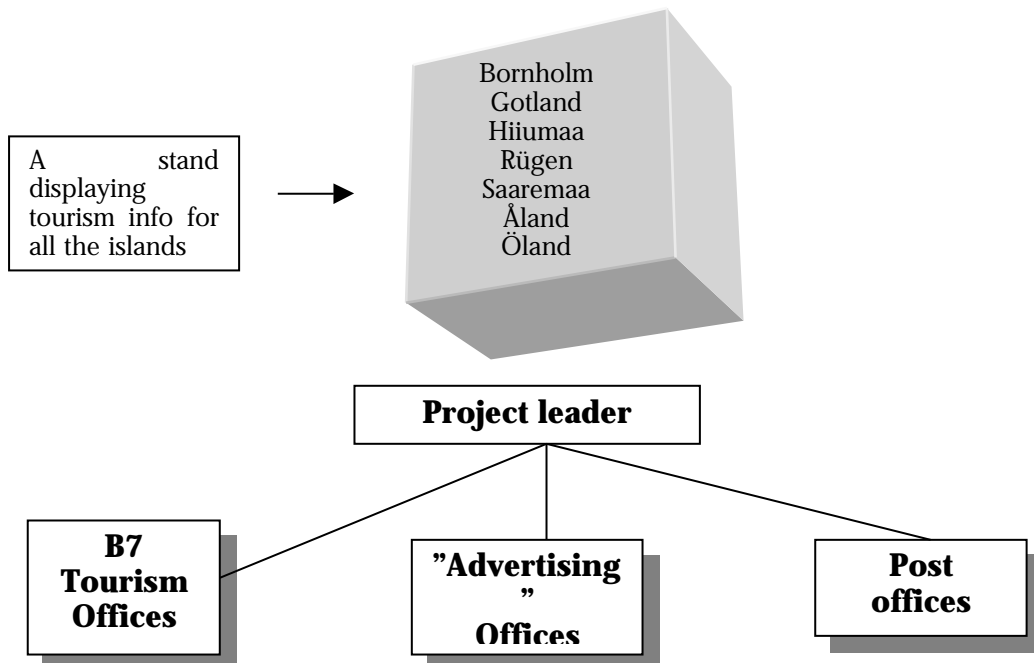 A stand
displaying
tourism info for
all the islands
Bornholm
Gotland
Hiiumaa
Rügen
Saaremaa
Åland
Öland
Project leader
B7
Tourism
Offices
”Advertising
”
Offices
Post
offices